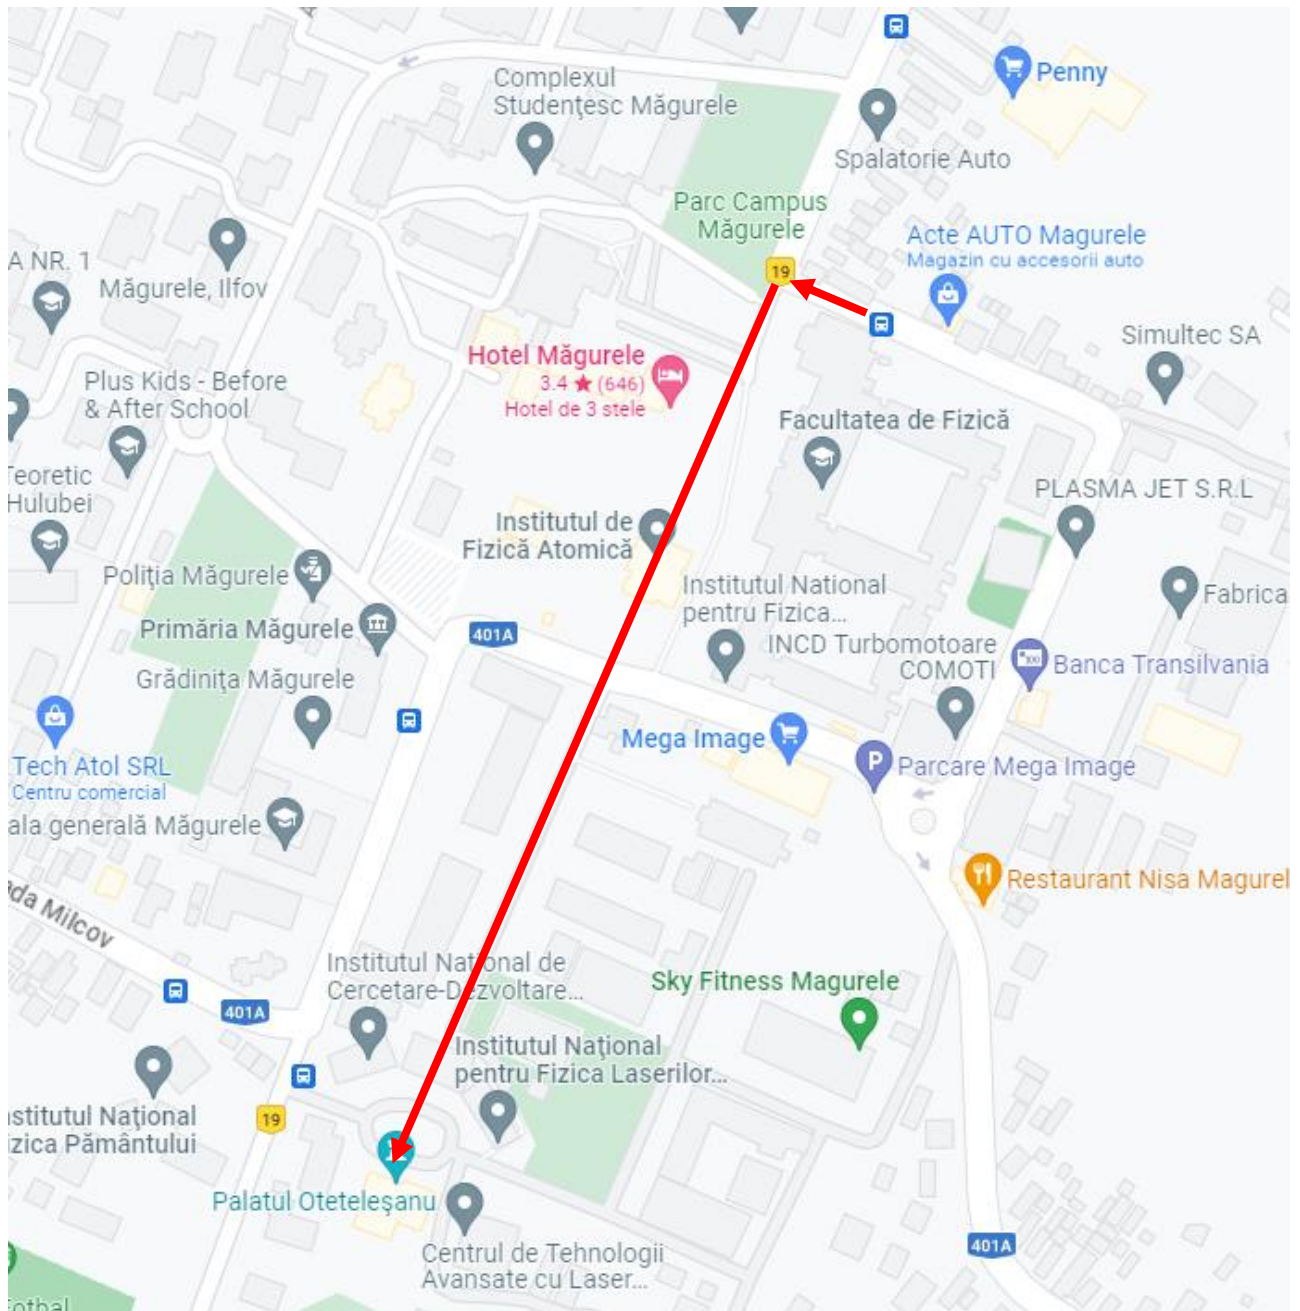 Complexul
Studențesc Măgurele
Penny
Spalatorie Auto
Parc Campus
Măgurele
Acte AUTO Magurele
Magazin cu accesorii auto
A NR. 1
Măgurele, Ilfov
19
Simultec SA
Hotel Măgurele
3.4 ★ (646)
Hotel de 3 stele
Plus Kids - Before
& After School
Facultatea de Fizică
Teoretic
Hulubei
PLASMA JET S.R.L
Institutul de
Fizică Atomică
Poliția Măgurele
Institutul National
pentru Fizica...
Fabrica
Primăria Măgurele
401A
INCD Turbomotoare
COMOTI
Banca Transilvania
Grădinița Măgurele
Mega Image
Tech Atol SRL
Centru comercial
P
Parcare Mega Image
ala generală Măgurele
Restaurant Nisa Magurel
da Milcov
Institutul Național de
Cercetare-Dezvoltare...
Sky Fitness Magurele
401A
Institutul Național
pentru Fizica Laserilor...
stitutul Național
zica Pământului
19
Palatul Oteteleșanu
Centrul de Tehnologii
Avansate cu Laser...
401A